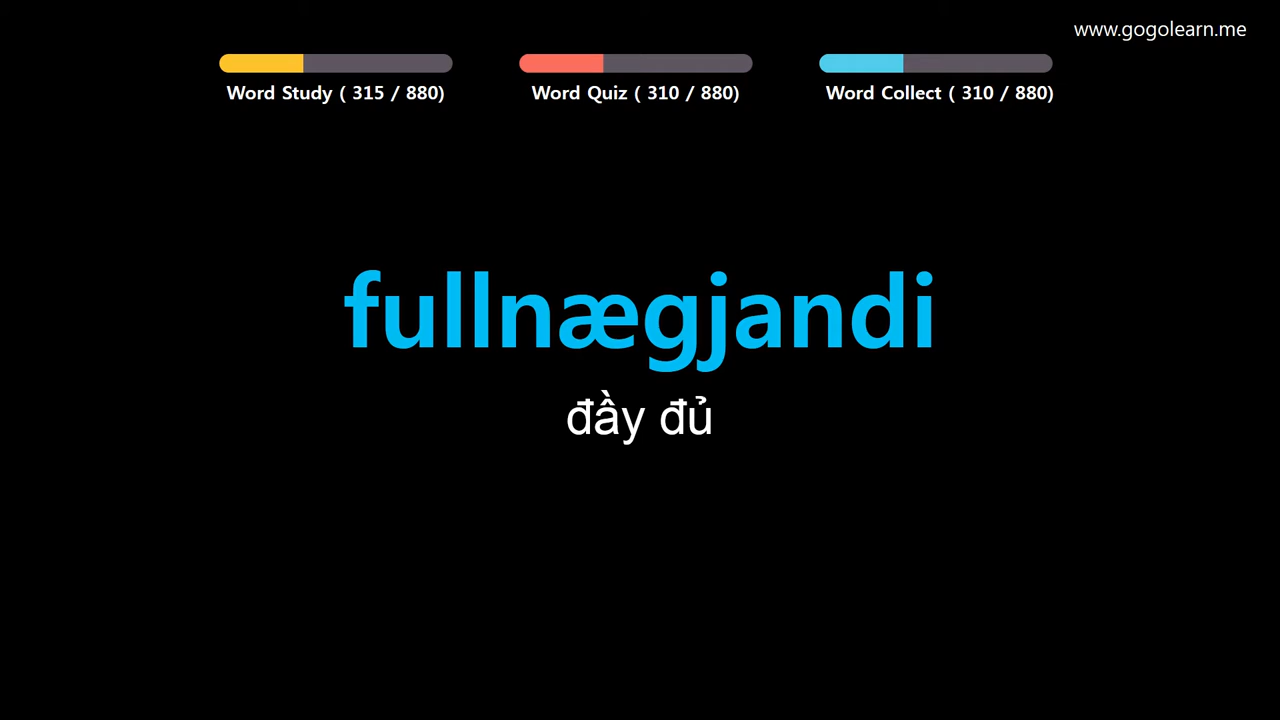 www.gogolearn.me
Word Study ( 315 / 880)
Word Quiz ( 310 / 880)
Word Collect ( 310 / 880)
fullnægjandi
đầy đủ